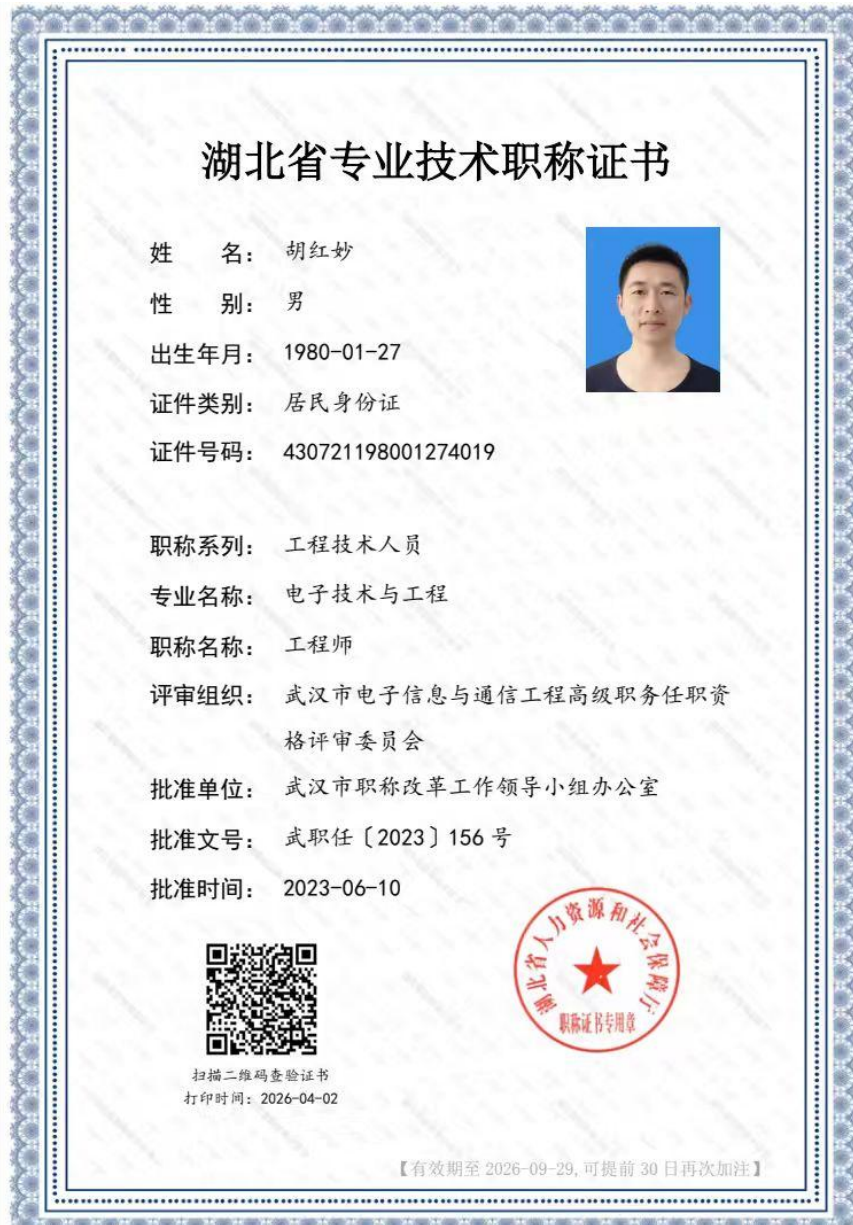 湖北省专业技术职称证书
姓 名： 胡红妙
性 别： 男
出生年月： 1980-01-27
证件类别： 居民身份证
证件号码： 430721198001274019
职称系列： 工程技术人员
专业名称： 电子技术与工程
职称名称： 工程师
评审组织： 武汉市电子信息与通信工程高级职务任职资
格评审委员会
批准单位： 武汉市职称改革工作领导小组办公室
批准文号： 武职任〔2023〕156 号
批准时间： 2023-06-10
湖北省人力资源和社会保障厅
职称证书专用章
扫描二维码查验证书
打印时间：2026-04-02
【有效期至 2026-09-29,可提前 30 日再次加注】